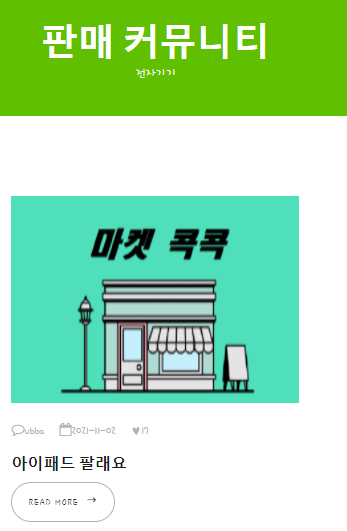 판매 커뮤니티
전자기기
마켓 콕콕
ubba 2021-11-02 17
아이패드 팔래요
READ MORE →